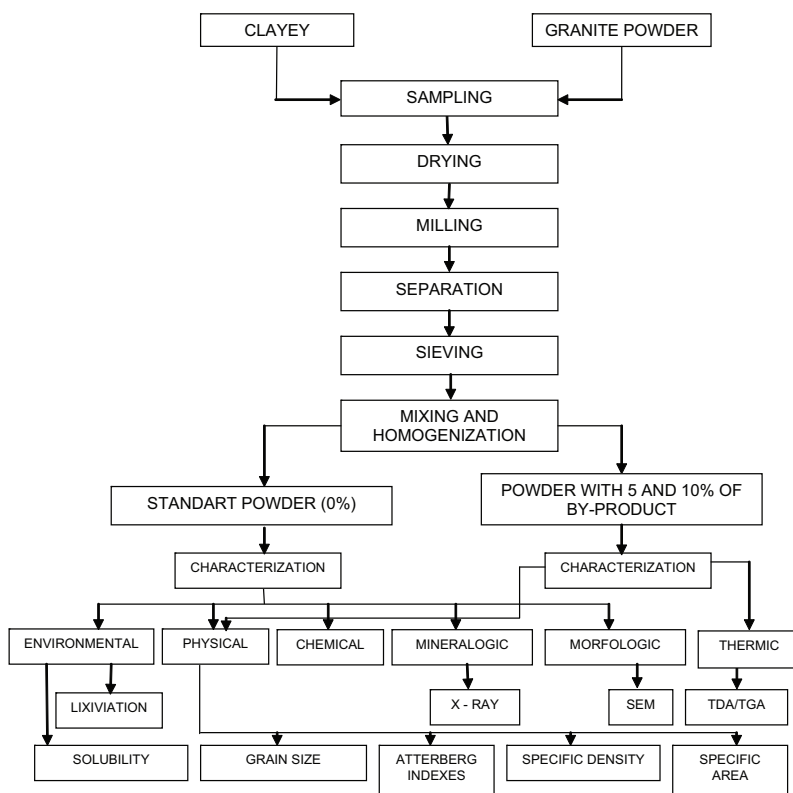 CLAYEY
GRANITE POWDER
SAMPLING
DRYING
MILLING
SEPARATION
SIEVING
MIXING AND
HOMOGENIZATION
STANDART POWDER (0%)
POWDER WITH 5 AND 10% OF
BY-PRODUCT
CHARACTERIZATION
CHARACTERIZATION
ENVIRONMENTAL
PHYSICAL
CHEMICAL
MINERALOGIC
MORFOLOGIC
THERMIC
LIXIVIATION
X - RAY
SEM
TDA/TGA
SOLUBILITY
GRAIN SIZE
ATTERBERG
INDEXES
SPECIFIC DENSITY
SPECIFIC
AREA